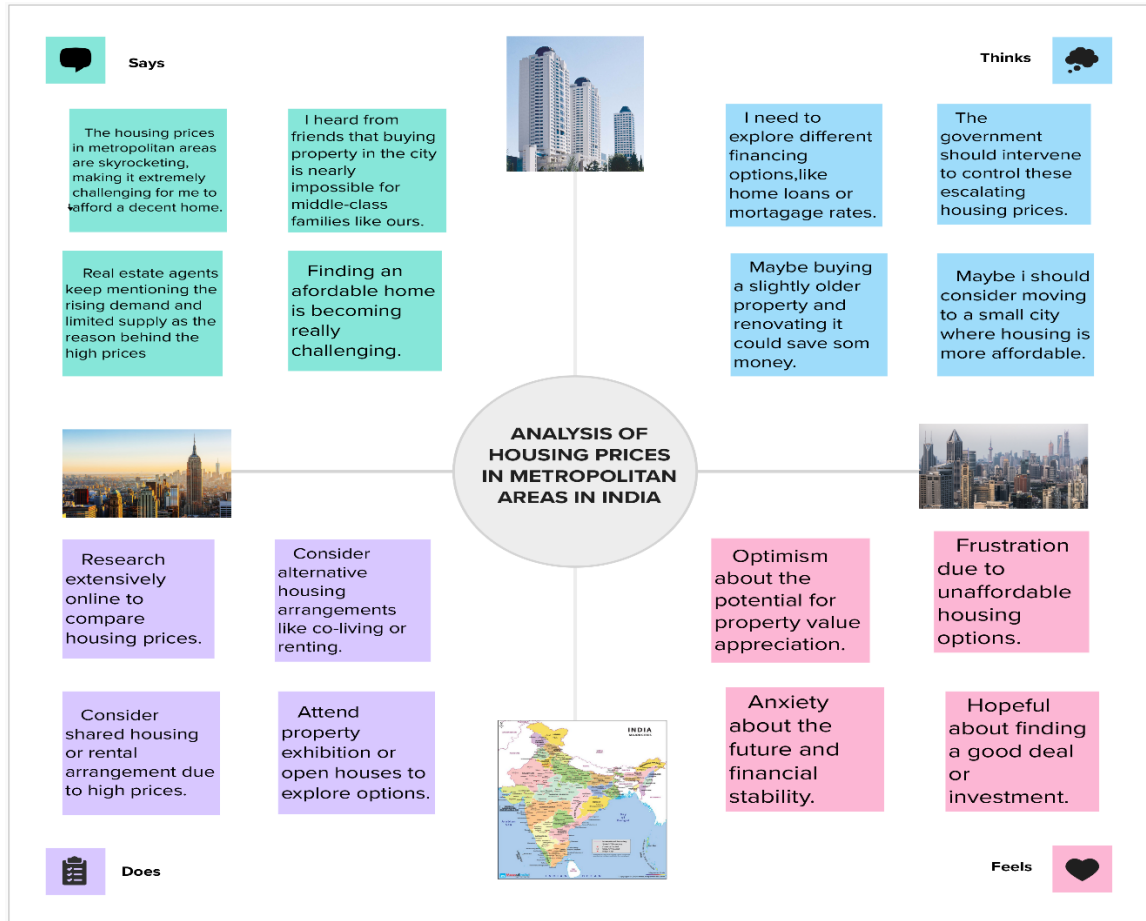 Says
The housing prices
in metropolitan areas
are skyrocketing,
making it extremely
challenging for me to
afford a decent home.
I heard from
friends that buying
property in the city
is nearly
impossible for
middle-class
families like ours.
Real estate agents
keep mentioning the
rising demand and
limited supply as the
reason behind the
high prices
Finding an
afordable home
is becoming
really
challenging.
Thinks
I need to
explore different
financing
options,like
home loans or
mortagage rates.
The
government
should intervene
to control these
escalating
housing prices.
Maybe buying
a slightly older
property and
renovating it
could save som
money.
Maybe i should
consider moving
to a small city
where housing is
more affordable.
ANALYSIS OF
HOUSING PRICES
IN METROPOLITAN
AREAS IN INDIA
Research
extensively
online to
compare
housing prices.
Consider
alternative
housing
arrangements
like co-living or
renting.
Consider
shared housing
or rental
arrangement due
to high prices.
Attend
property
exhibition or
open houses to
explore options.
Does
Optimism
about the
potential for
property value
appreciation.
Frustration
due to
unaffordable
housing
options.
Anxiety
about the
future and
financial
stability.
Hopeful
about finding
a good deal
or
investment.
Feels
INDIA